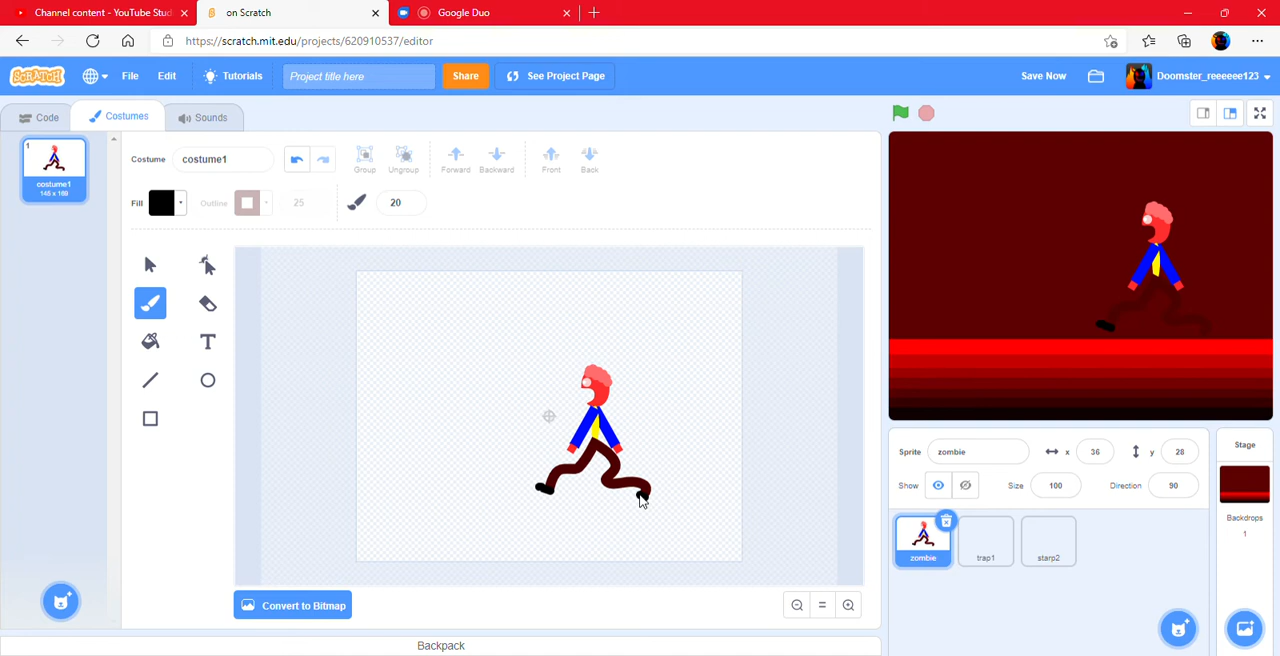 Channel content - YouTube Stud
on Scratch
Google Duo
https://scratch.mit.edu/projects/620910537/editor
SCRATCH
File
Edit
Tutorials
Project title here
Share
See Project Page
Save Now
Doomster_reeeeee123
Code
Costumes
Sounds
1
costume1
145 x 169
Costume
costume1
Group
Ungroup
Forward
Backward
Front
Back
Fill
Outline
25
20
T
Convert to Bitmap
Backpack
Sprite
zombie
x
36
y
28
Show
Size
100
Direction
90
zombie
trap1
starp2
Stage
Backdrops
1